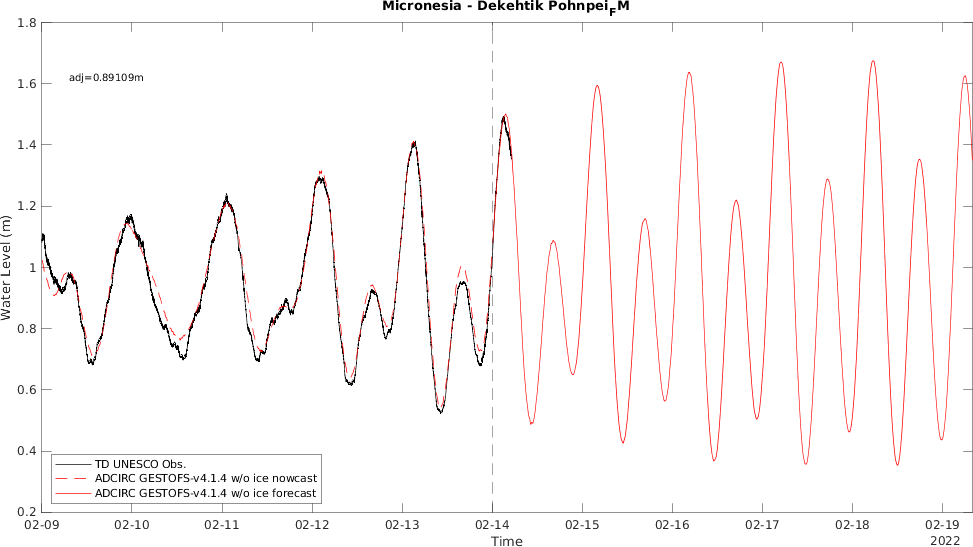 Micronesia - Dekehtik Pohnpei_FM
adj=0.89109m
Water Level (m)
1.8
1.6
1.4
1.2
1
0.8
0.6
0.4
0.2
TD UNESCO Obs.
ADCIRC GESTOFS-v4.1.4 w/o ice nowcast
ADCIRC GESTOFS-v4.1.4 w/o ice forecast
02-09 02-10 02-11 02-12 02-13 02-14 02-15 02-16 02-17 02-18 02-19
Time
2022